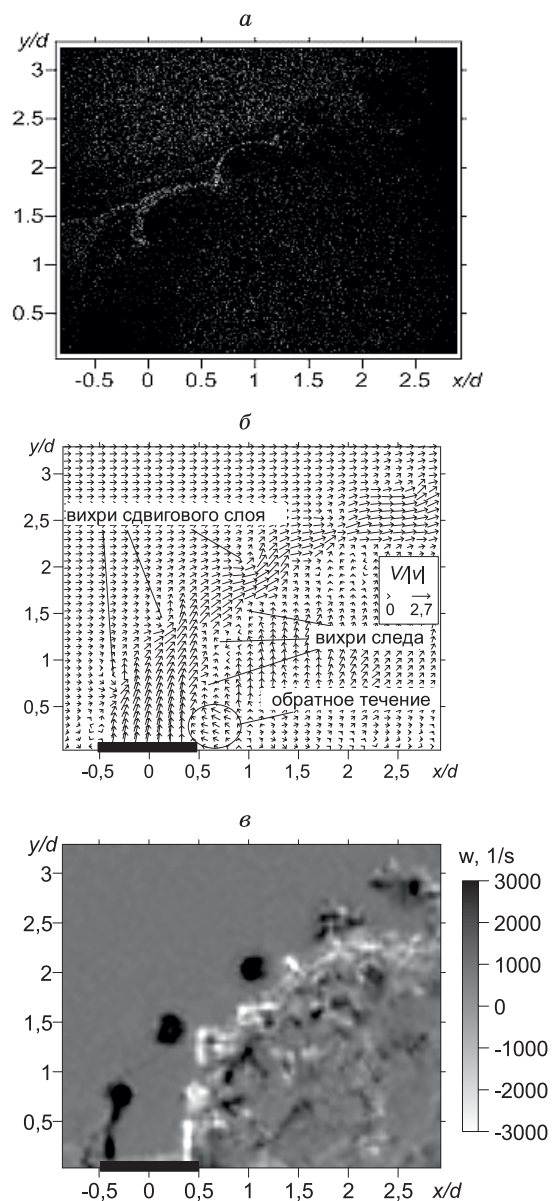 а
y/d
3
2.5
2
1.5
1
0.5
-0.5 0 0.5 1 1.5 2 2.5 x/d
б
y/d
3
2,5
вихри сдвигового слоя
2
V/|v|
0 2,7
1,5
вихри следа
1
обратное течение
0,5
-0,5 0 0,5 1 1,5 2 2,5 x/d
в
y/d
w, 1/s
3
3000
2,5
2000
2
1000
1,5
0
1
-1000
0,5
-2000
-3000
-0,5 0 0,5 1 1,5 2 2,5 x/d